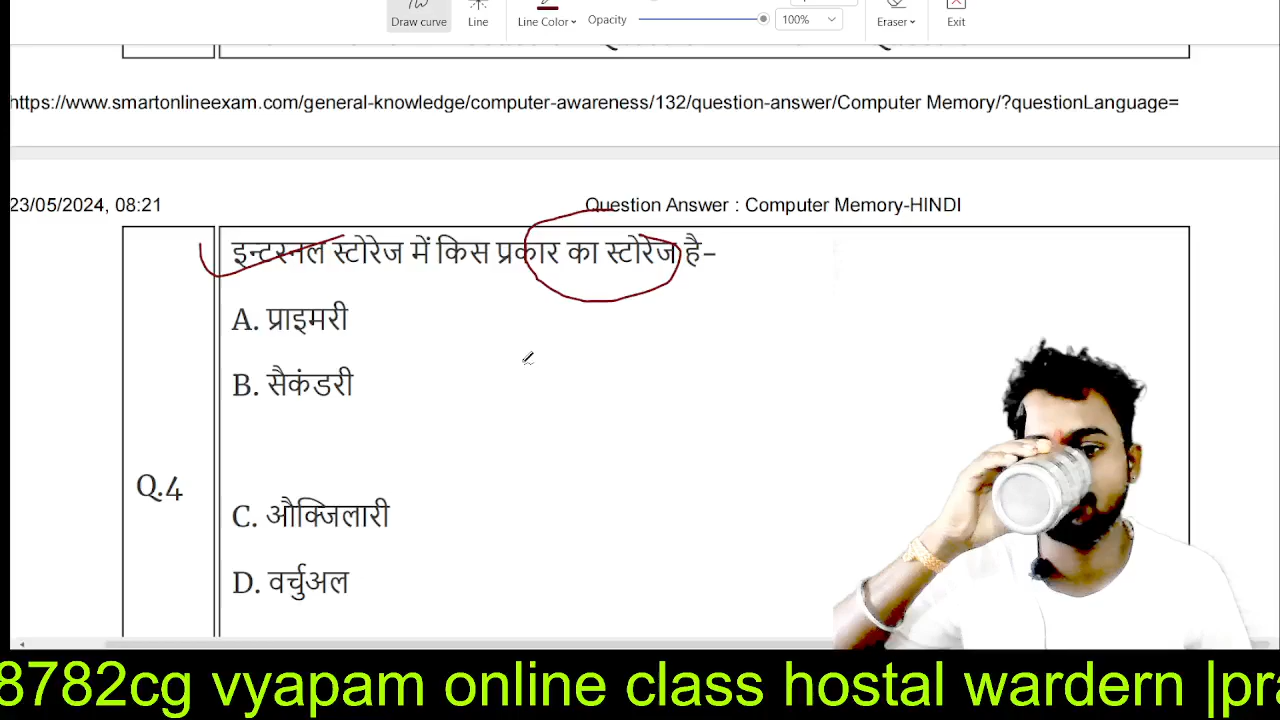 Draw curve Line Line Color Opacity 100% Eraser Exit
https://www.smartonlineexam.com/general-knowledge/computer-awareness/132/question-answer/Computer Memory/?questionLanguage=
23/05/2024, 08:21 Question Answer : Computer Memory-HINDI
इन्टरनल स्टोरेज में किस प्रकार का स्टोरेज है-
A. प्राइमरी
B. सैकंडरी
Q.4
C. औक्जिलारी
D. वर्चुअल
8782cg vyapam online class hostal wardern |pr